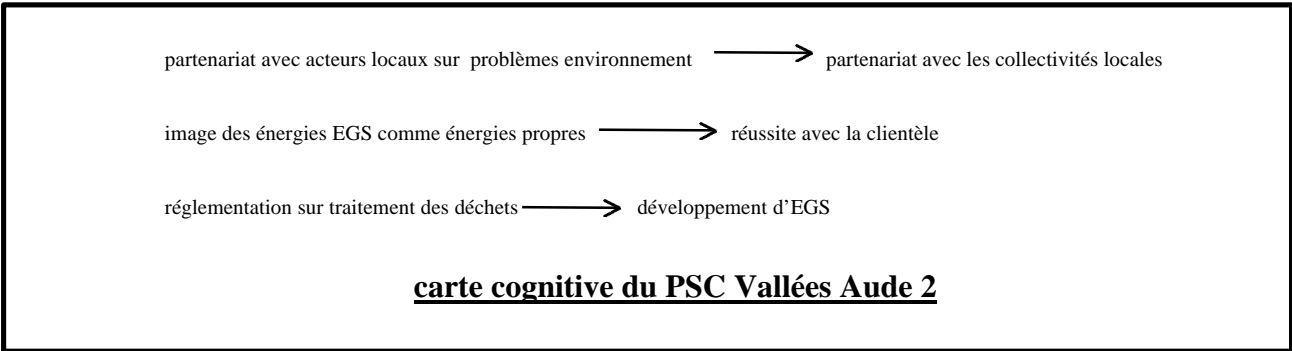 partenariat avec acteurs locaux sur problèmes environnement partenariat avec les collectivités locales
image des énergies EGS comme énergies propres réussite avec la clientèle
réglementation sur traitement des déchets développement d’EGS
carte cognitive du PSC Vallées Aude 2